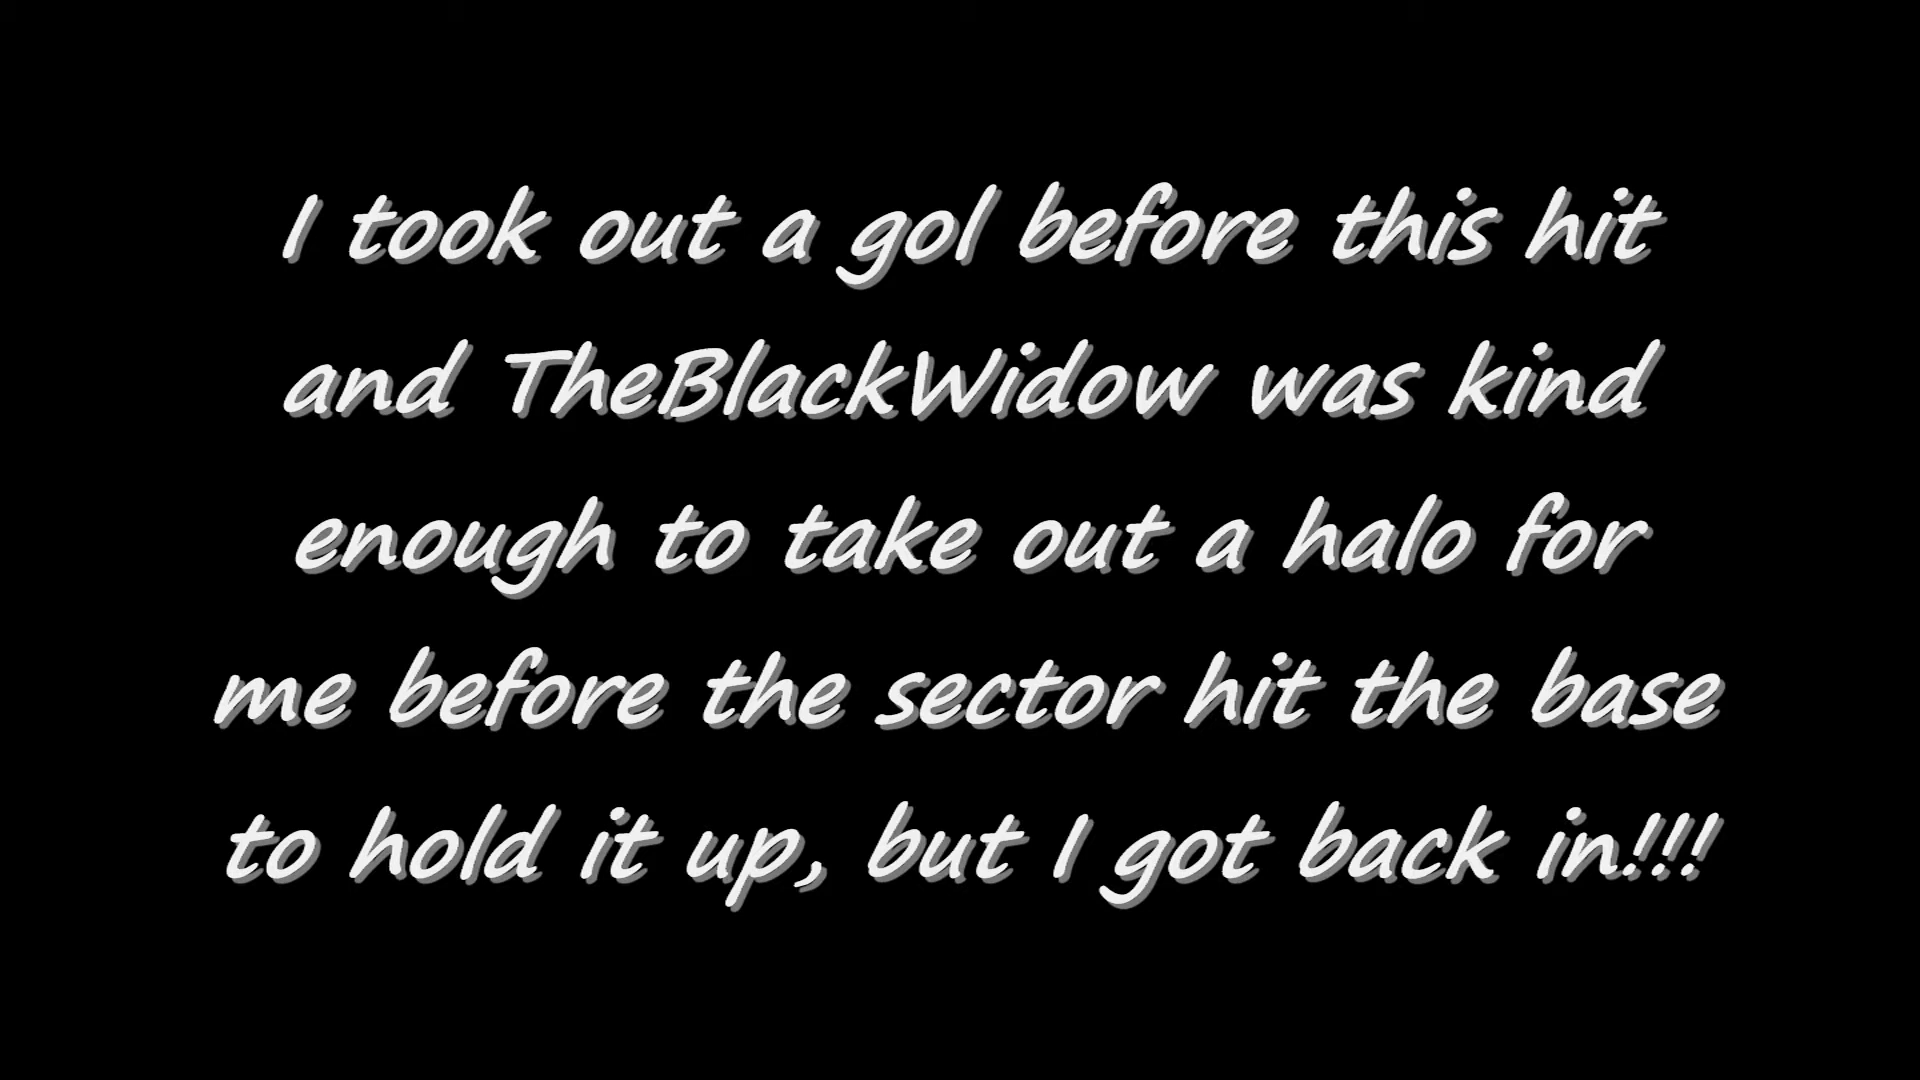 I took out a gol before this hit
and TheBlackWidow was kind
enough to take out a halo for
me before the sector hit the base
to hold it up, but I got back in!!!